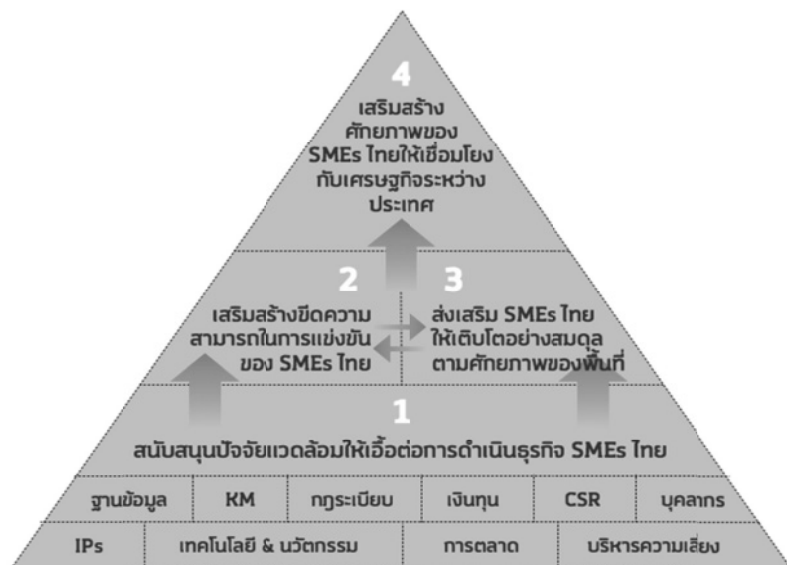 4
เสริมสร้าง
ศักยภาพของ
SMEs ไทยให้เชื่อมโยง
กับเศรษฐกิจระหว่าง
ประเทศ
2
เสริมสร้างขีดความ
สามารถในการแข่งขัน
ของ SMEs ไทย
3
ส่งเสริม SMEs ไทย
ให้เติบโตอย่างสมดุล
ตามศักยภาพของพื้นที่
1
สนับสนุนปัจจัยแวดล้อมให้เอื้อต่อการดำเนินธุรกิจ SMEs ไทย
ฐานข้อมูล KM กฎระเบียบ เงินทุน CSR บุคลากร
IPs เทคโนโลยี & นวัตกรรม การตลาด บริหารความเสี่ยง